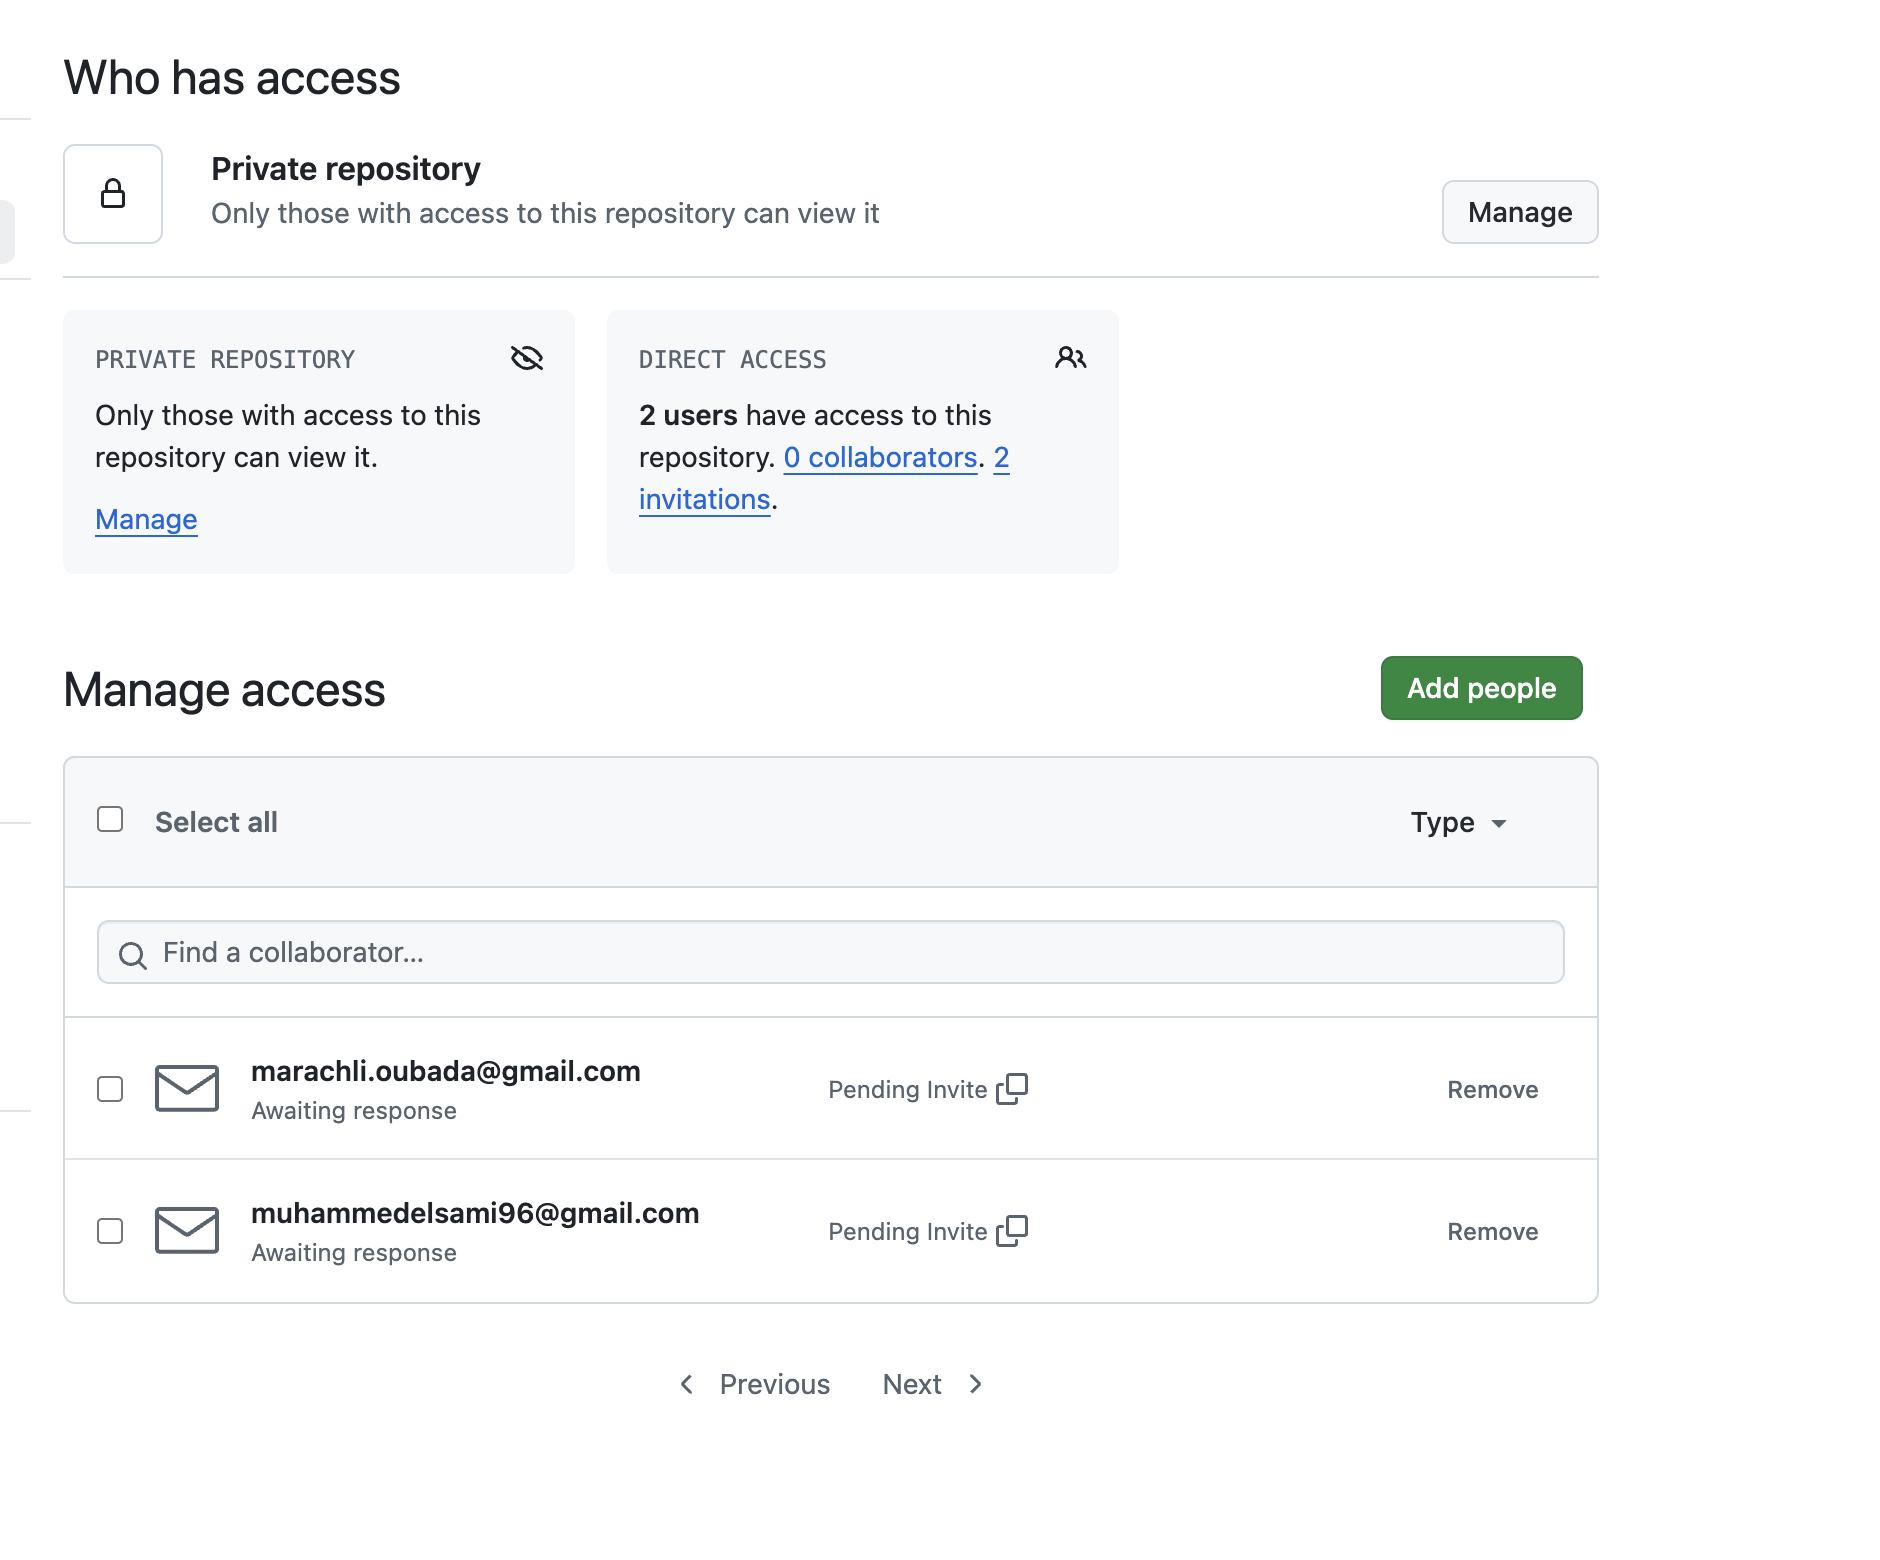 Who has access
Private repository
Only those with access to this repository can view it
Manage
PRIVATE REPOSITORY
Only those with access to this
repository can view it.
Manage
DIRECT ACCESS
2 users have access to this
repository. 0 collaborators. 2
invitations.
Manage access
Add people
Select all
Type
Find a collaborator...
marachli.oubada@gmail.com
Awaiting response
Pending Invite
Remove
muhammedelsami96@gmail.com
Awaiting response
Pending Invite
Remove
Previous
Next